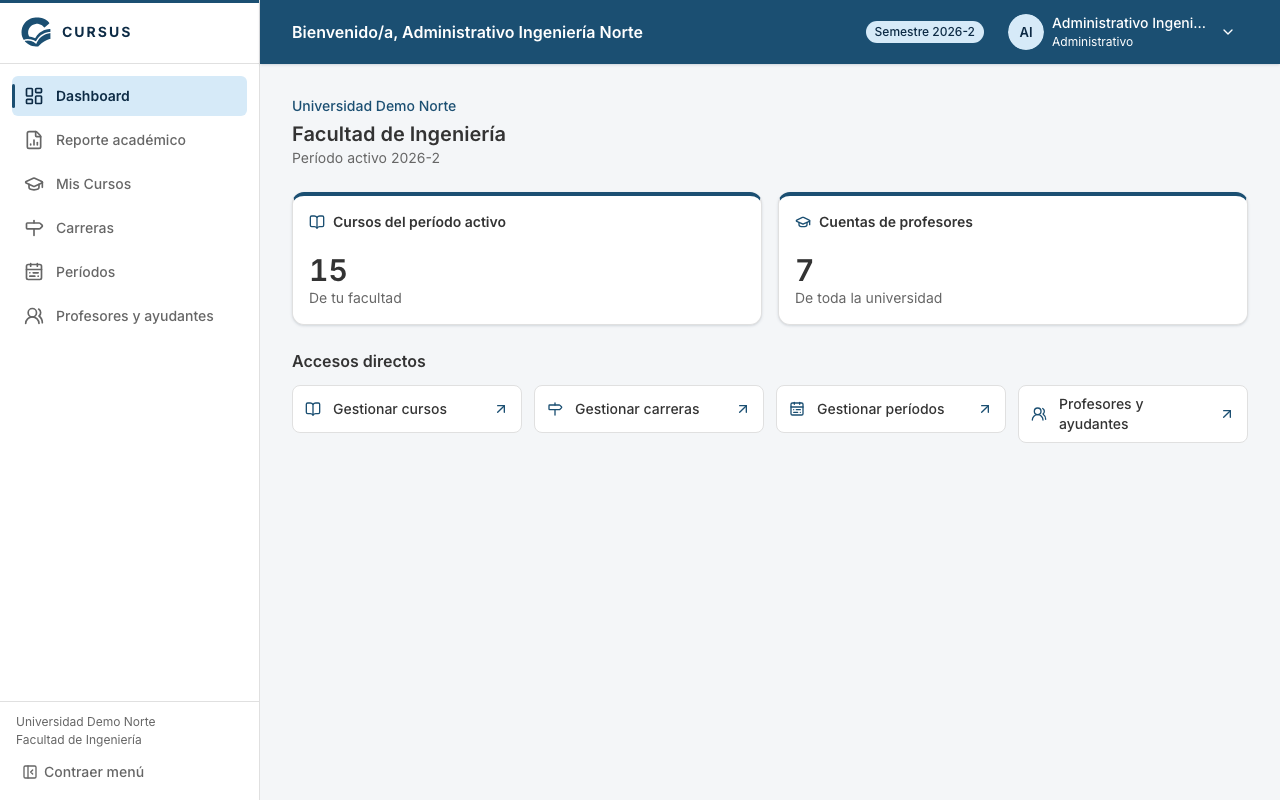 CURSUS
Bienvenido/a, Administrativo Ingeniería Norte
Semestre 2026-2
AI
Administrativo Ingeni...
Administrativo
Dashboard
Reporte académico
Mis Cursos
Carreras
Períodos
Profesores y ayudantes
Universidad Demo Norte
Facultad de Ingeniería
Período activo 2026-2
Cursos del período activo
15
De tu facultad
Cuentas de profesores
7
De toda la universidad
Accesos directos
Gestionar cursos
Gestionar carreras
Gestionar períodos
Profesores y
ayudantes
Universidad Demo Norte
Facultad de Ingeniería
Contraer menú